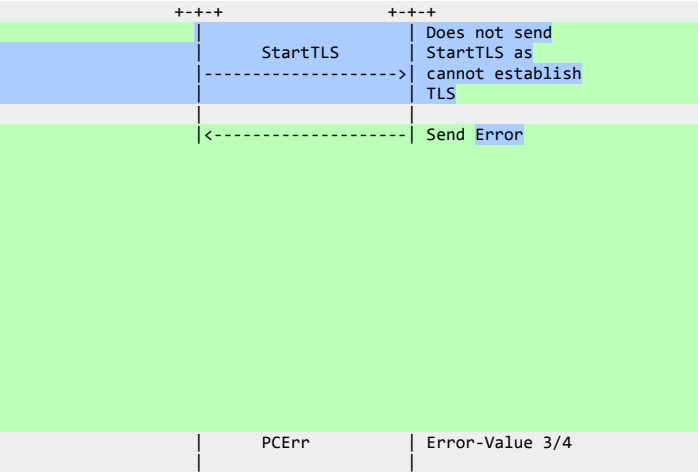 +-+-+                 +-+-+
  |                     | Does not send
  |      StartTLS       | StartTLS as
  |-------------------->| cannot establish
  |                     | TLS
  |                     |
  |<--------------------| Send Error
  |      PCErr          | Error-Value 3/4
  |                     |